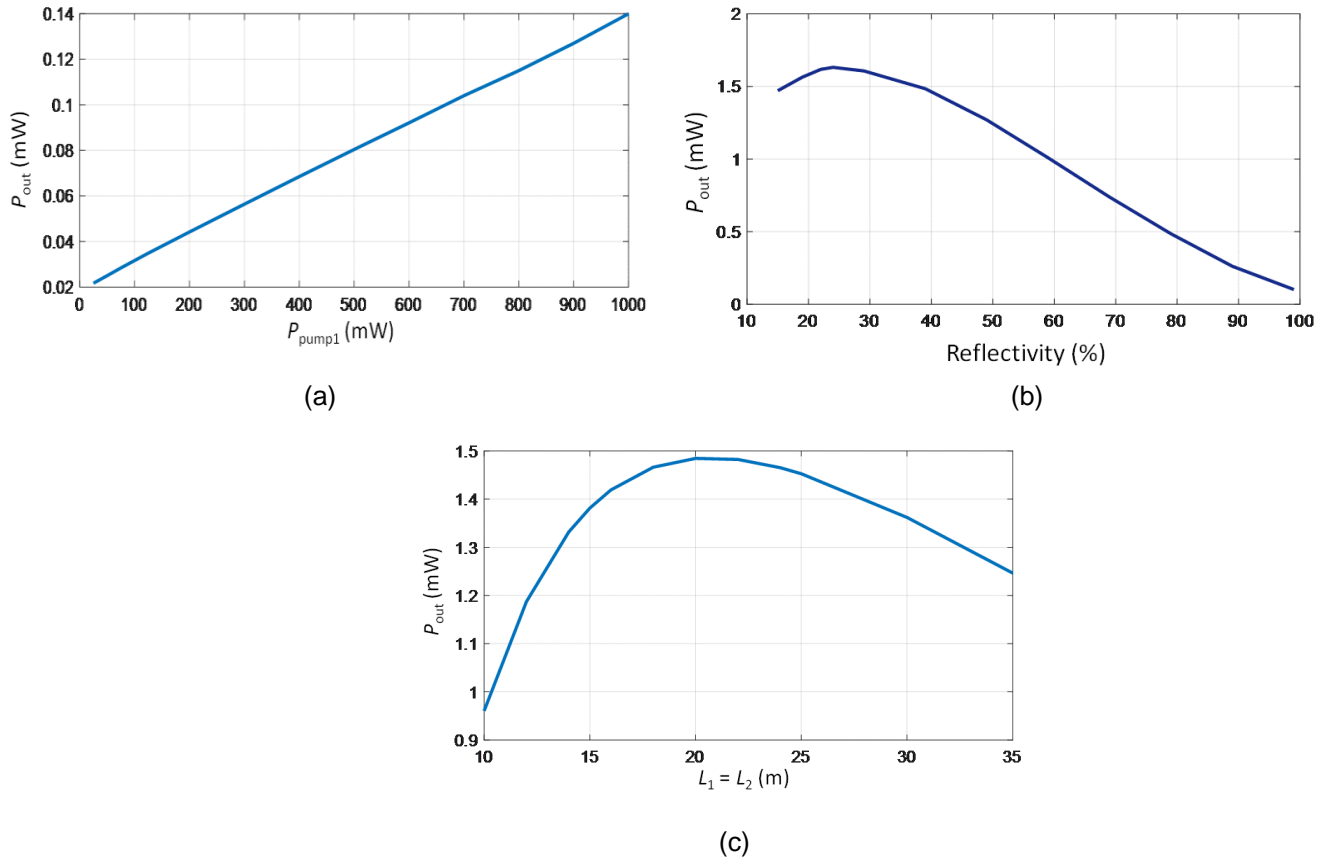 0.14
0.12
0.1
0.08
0.06
0.04
0.02
P_out (mW)
0 100 200 300 400 500 600 700 800 900 1000
P_pump1 (mW)
(a)
2
1.5
1
0.5
0
P_out (mW)
10 20 30 40 50 60 70 80 90 100
Reflectivity (%)
(b)
1.5
1.4
1.3
1.2
1.1
1
0.9
P_out (mW)
10 15 20 25 30 35
L_1 = L_2 (m)
(c)